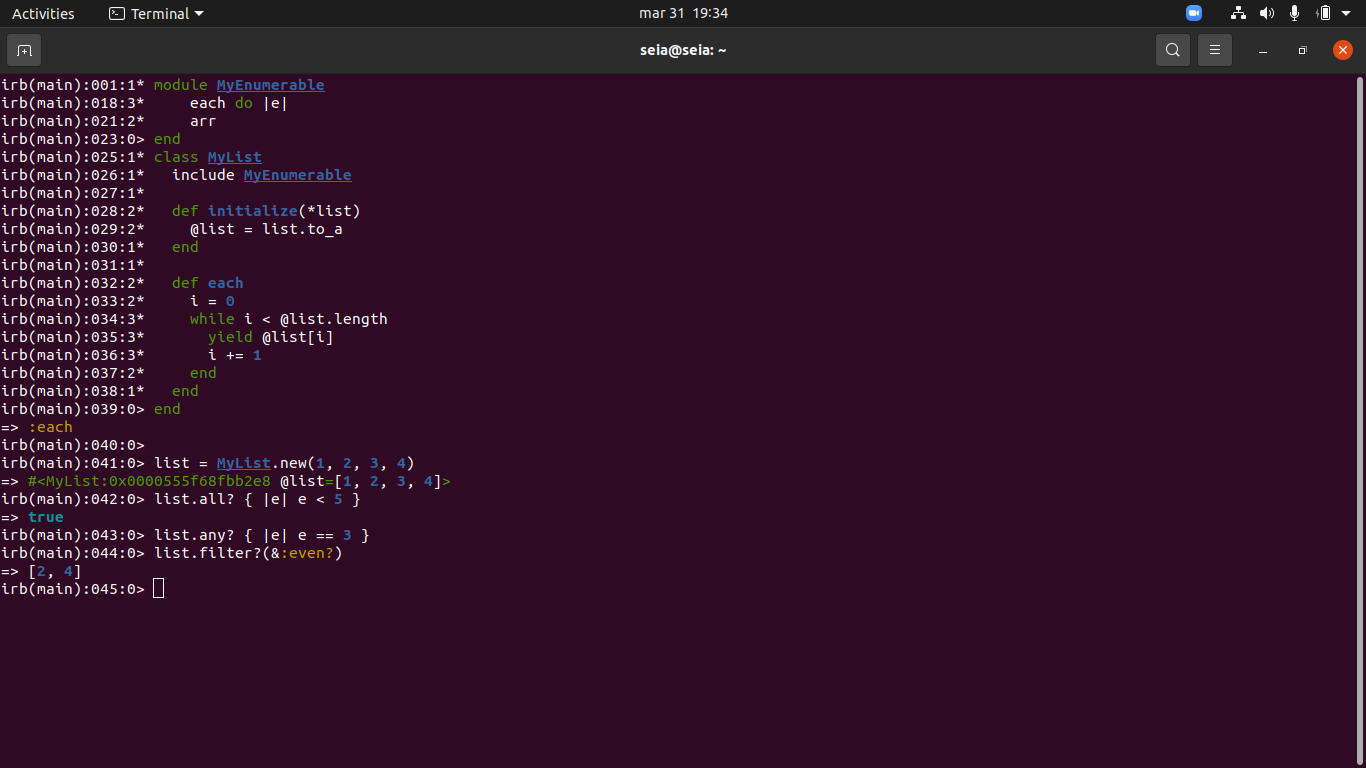 Activities Terminal mar 31 19:34
seia@seia: ~
irb(main):001:1* module MyEnumerable
irb(main):018:3*     each do |e|
irb(main):021:2*     arr
irb(main):023:0> end
irb(main):025:1* class MyList
irb(main):026:1*   include MyEnumerable
irb(main):027:1*
irb(main):028:2*   def initialize(*list)
irb(main):029:2*     @list = list.to_a
irb(main):030:1*   end
irb(main):031:1*
irb(main):032:2*   def each
irb(main):033:2*     i = 0
irb(main):034:3*     while i < @list.length
irb(main):035:3*       yield @list[i]
irb(main):036:3*       i += 1
irb(main):037:2*     end
irb(main):038:1*   end
irb(main):039:0> end
=> :each
irb(main):040:0>
irb(main):041:0> list = MyList.new(1, 2, 3, 4)
=> #<MyList:0x0000555f68fbb2e8 @list=[1, 2, 3, 4]>
irb(main):042:0> list.all? { |e| e < 5 }
=> true
irb(main):043:0> list.any? { |e| e == 3 }
irb(main):044:0> list.filter?(&:even?)
=> [2, 4]
irb(main):045:0>